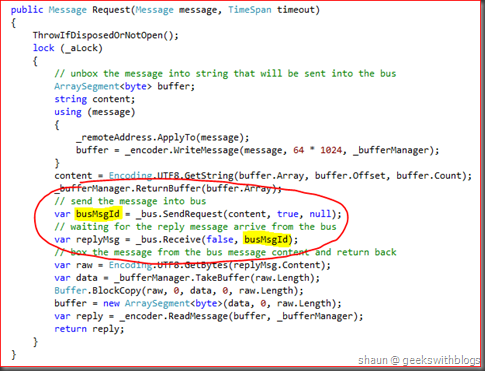 public Message Request(Message message, TimeSpan timeout)
{
ThrowIfDisposedOrNotOpen();
lock (_aLock)
{
// unbox the message into string that will be sent into the bus
ArraySegment<byte> buffer;
string content;
using (message)
{
_remoteAddress.ApplyTo(message);
buffer = _encoder.WriteMessage(message, 64 * 1024, _bufferManager);
}
content = Encoding.UTF8.GetString(buffer.Array, buffer.Offset, buffer.Count);
_bufferManager.ReturnBuffer(buffer.Array);
// send the message into bus
var busMsgId = _bus.SendRequest(content, true, null);
// waiting for the reply message arrive from the bus
var replyMsg = _bus.Receive(false, busMsgId);
// box the message from the bus message content and return back
var raw = Encoding.UTF8.GetBytes(replyMsg.Content);
var data = _bufferManager.TakeBuffer(raw.Length);
Buffer.BlockCopy(raw, 0, data, 0, raw.Length);
buffer = new ArraySegment<byte>(data, 0, raw.Length);
var reply = _encoder.ReadMessage(buffer, _bufferManager);
return reply;
}
}
shaun @ geekswithblogs